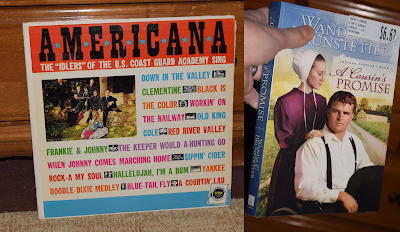 A·M·E·R·I·C·A·N·A
THE "IDLERS" OF THE U.S. COAST GUARD ACADEMY SING
DOWN IN THE VALLEY
CLEMENTINE BLACK IS
THE COLOR WORKIN' ON
THE RAILWAY AND OLD KING
COLE RED RIVER VALLEY
FRANKIE & JOHNNY THE KEEPER WOULD A-HUNTING GO
WHEN JOHNNY COMES MARCHING HOME SIPPIN' CIDER
ROCK-A MY SOUL HALLELUJAH, I'M A BUM YANKEE
DOODLE-DIXIE MEDLEY BLUE-TAIL FLY A COURTIN', LAD
WANDA
BRUNSTETTER
A Cousin's
PROMISE
PROMISE